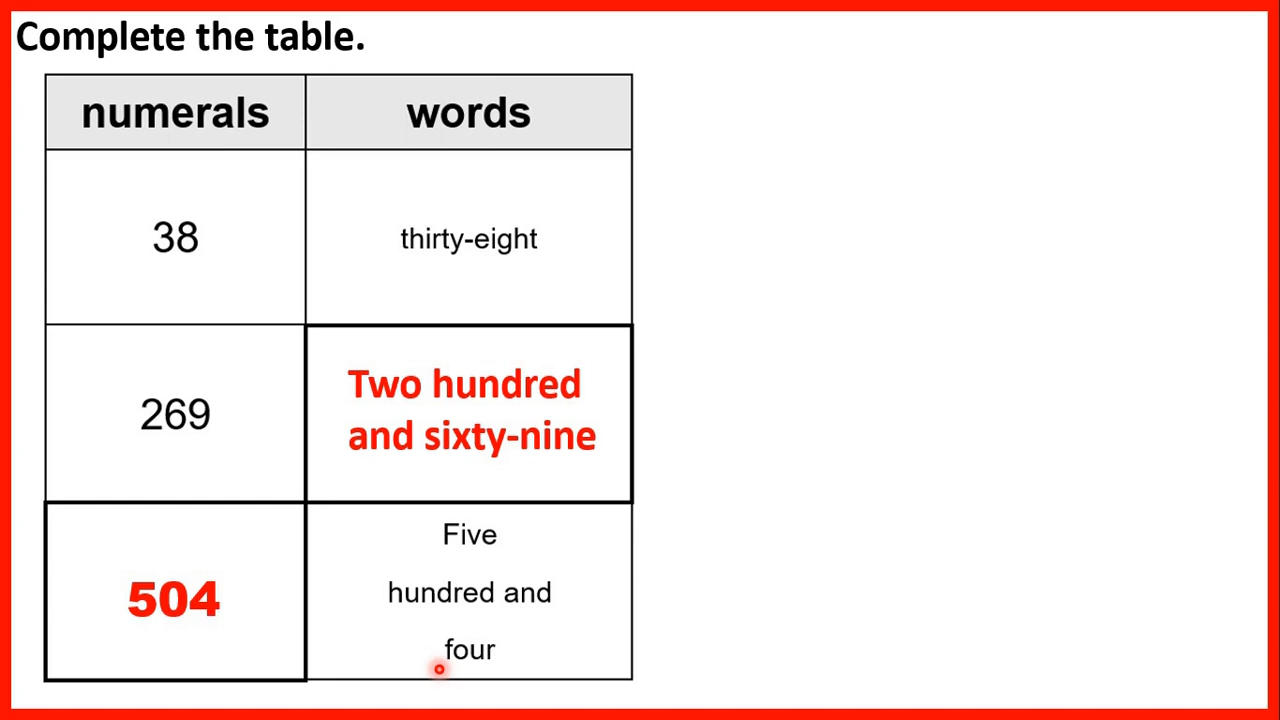 Complete the table.
numerals words
38 thirty-eight
269
Two hundred
and sixty-nine
504
Five
hundred and
four